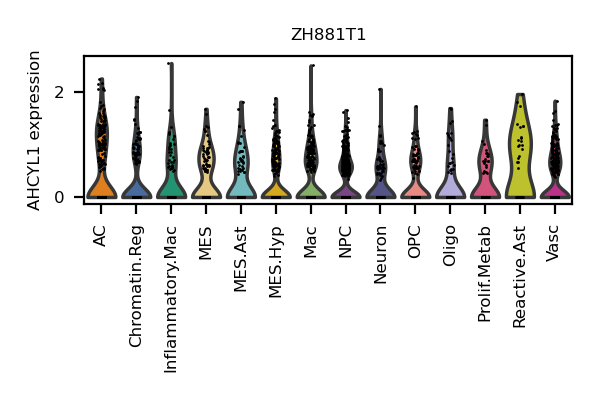 ZH881T1
AHCYL1 expression
2
0
AC
Chromatin.Reg
Inflammatory.Mac
MES
MES.Ast
MES.Hyp
Mac
NPC
Neuron
OPC
Oligo
Prolif.Metab
Reactive.Ast
Vasc